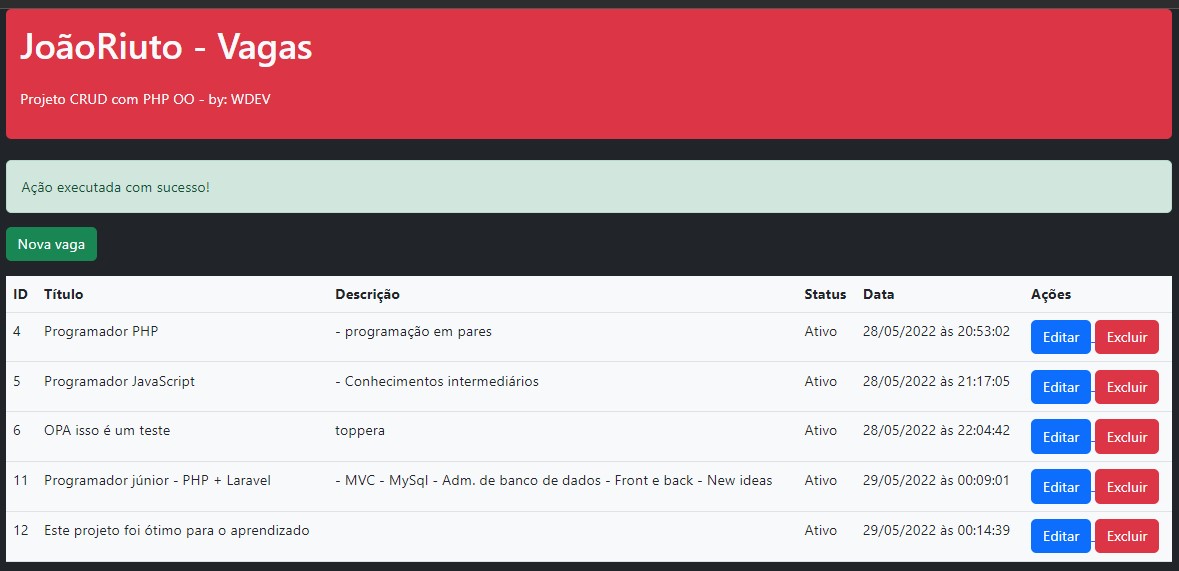 JoãoRiuto - Vagas
Projeto CRUD com PHP OO - by: WDEV
Ação executada com sucesso!
Nova vaga
ID Título Descrição Status Data Ações
4 Programador PHP - programação em pares Ativo 28/05/2022 às 20:53:02 Editar Excluir
5 Programador JavaScript - Conhecimentos intermediários Ativo 28/05/2022 às 21:17:05 Editar Excluir
6 OPA isso é um teste toppera Ativo 28/05/2022 às 22:04:42 Editar Excluir
11 Programador júnior - PHP + Laravel - MVC - MySql - Adm. de banco de dados - Front e back - New ideas Ativo 29/05/2022 às 00:09:01 Editar Excluir
12 Este projeto foi ótimo para o aprendizado Ativo 29/05/2022 às 00:14:39 Editar Excluir